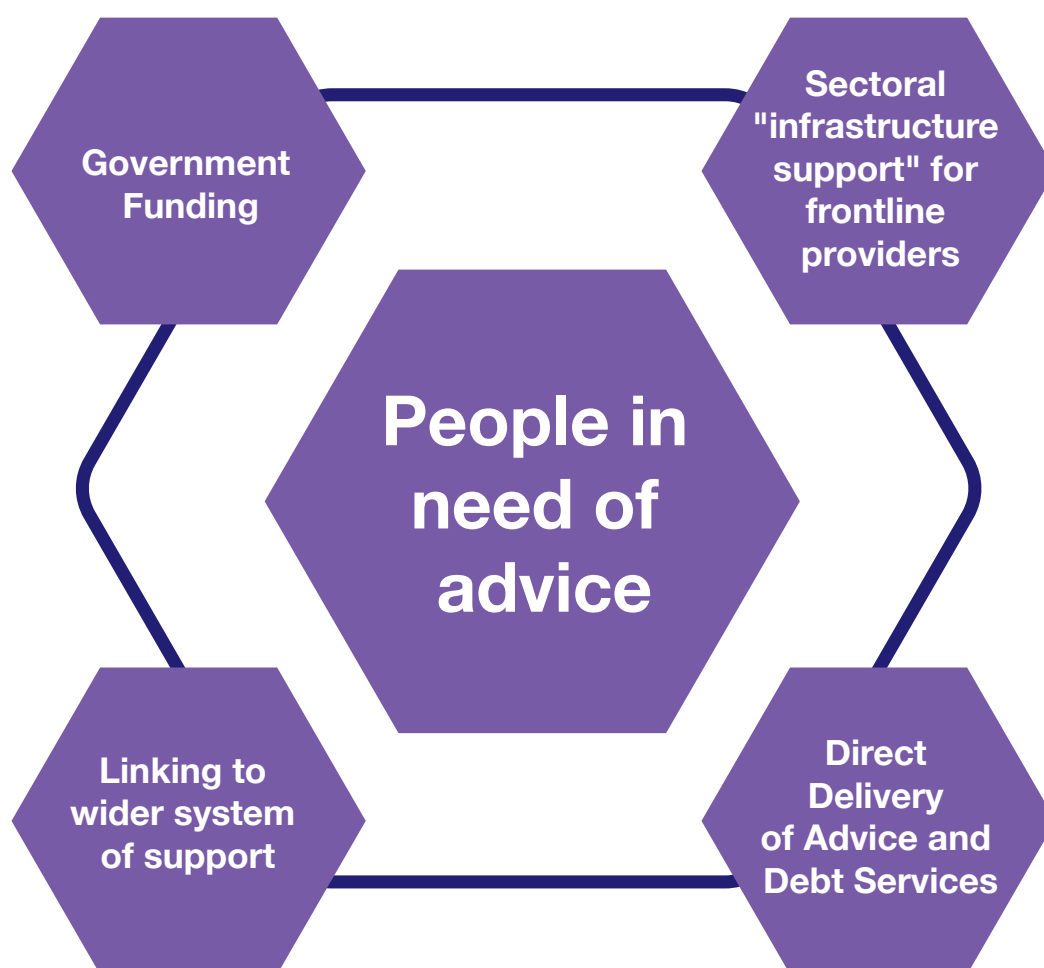 Government
Funding
Sectoral
"infrastructure
support" for
frontline
providers
People in
need of
advice
Linking to
wider system
of support
Direct
Delivery
of Advice and
Debt Services